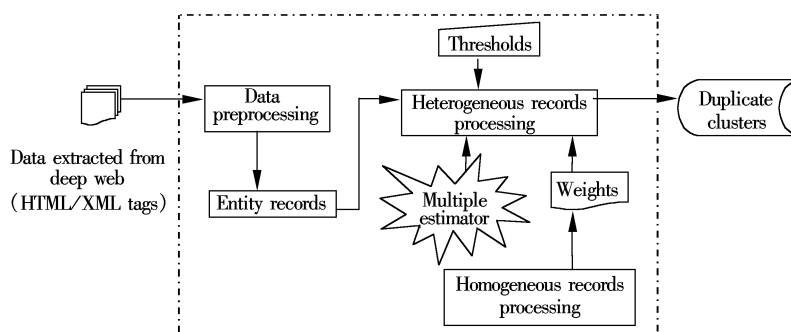 Thresholds
Data
preprocessing
Heterogeneous records
processing
Duplicate
clusters
Data extracted from
deep web
(HTML/XML tags)
Entity records
Multiple
estimator
Weights
Homogeneous records
processing